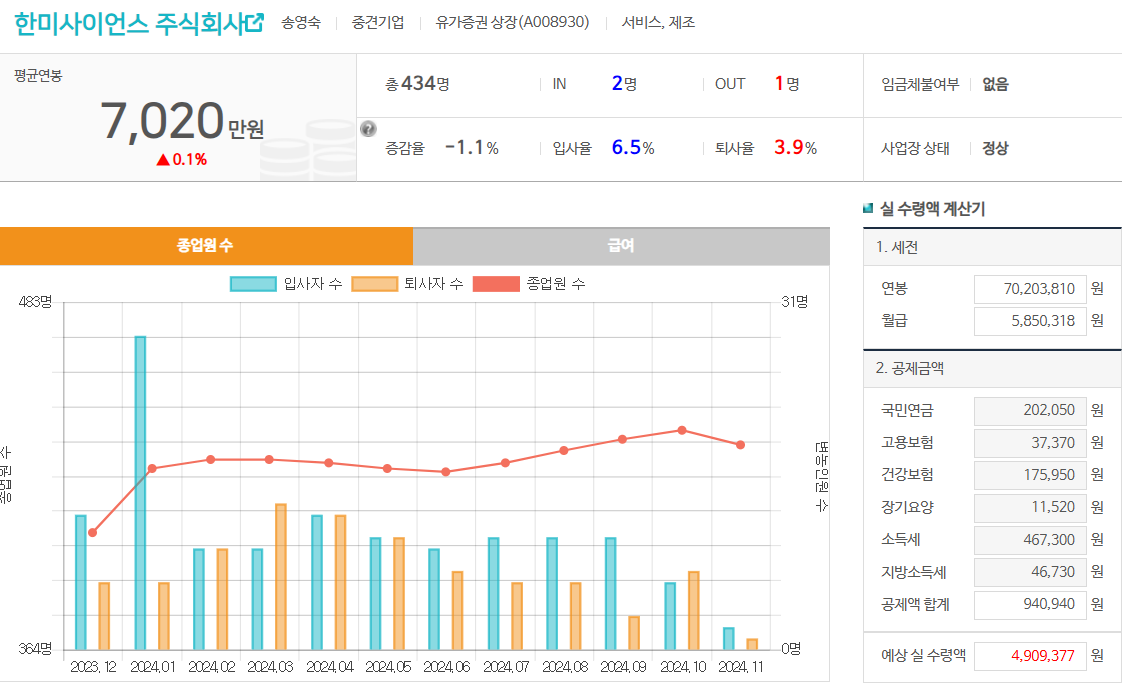 한미사이언스 주식회사 송영숙 중견기업 유가증권 상장(A008930) 서비스, 제조
평균연봉
7,020 만원
▲ 0.1%
?
총 434명 IN 2명 OUT 1명
증감율 -1.1% 입사율 6.5% 퇴사율 3.9%
임금체불여부 없음
사업장 상태 정상
종업원 수 급여
입사자 수 퇴사자 수 종업원 수
483명 31명
종업원 수
변동인원 수
364명 0명
2023. 12 2024. 01 2024. 02 2024. 03 2024. 04 2024. 05 2024. 06 2024. 07 2024. 08 2024. 09 2024. 10 2024. 11
실 수령액 계산기
1. 세전
연봉 70,203,810 원
월급 5,850,318 원
2. 공제금액
국민연금 202,050 원
고용보험 37,370 원
건강보험 175,950 원
장기요양 11,520 원
소득세 467,300 원
지방소득세 46,730 원
공제액 합계 940,940 원
예상 실 수령액 4,909,377 원